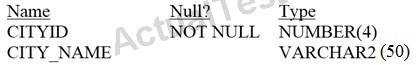 Name Null? Type
CITYID NOT NULL NUMBER(4)
CITY_NAME VARCHAR2 (50)